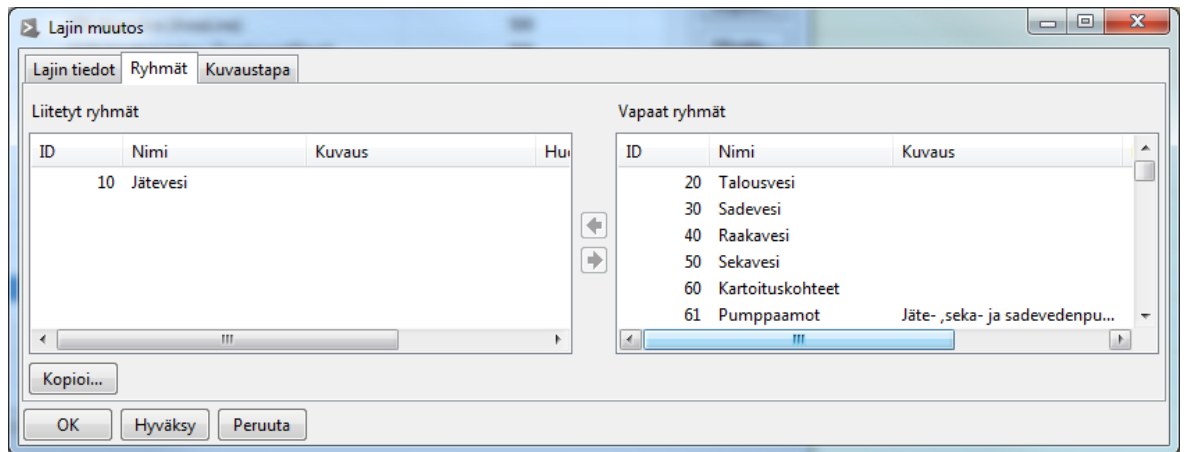 Lajin muutos
Lajin tiedot Ryhmät Kuvaustapa
Liitetyt ryhmät
ID Nimi Kuvaus
10 Jätevesi
Vapaat ryhmät
ID Nimi Kuvaus
20 Talousvesi
30 Sadevesi
40 Raakavesi
50 Sekavesi
60 Kartoituskohteet
61 Pumppaamot Jäte- ,seka- ja sadevedenpu...
Kopioi...
OK Hyväksy Peruuta